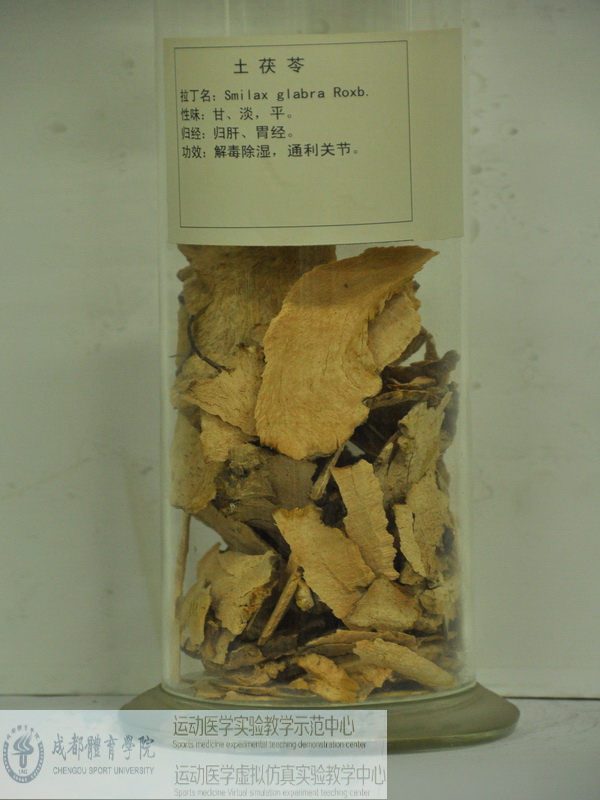 土茯苓
拉丁名：Smilax glabra Roxb.
性味：甘、淡，平。
归经：归肝、胃经。
功效：解毒除湿，通利关节。
成都體育學院
CHENGDU SPORT UNIVERSITY
运动医学实验教学示范中心
Sports medicine experimental teaching demonstration center
运动医学虚拟仿真实验教学中心
Sports medicine Virtual simulation experiment teaching center